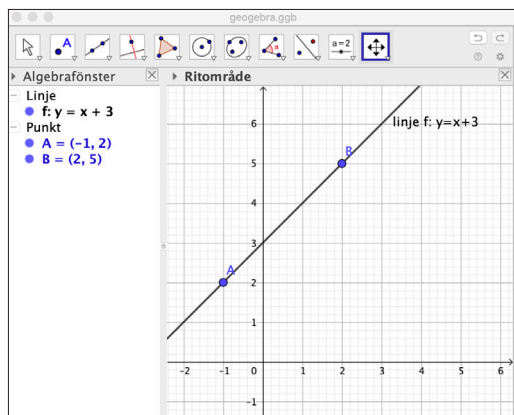 geogebra.ggb
A
α
a=2
Algebrafönster
Ritområde
Linje
f: y = x + 3
Punkt
A = (−1, 2)
B = (2, 5)
linje f: y=x+3
B
A
6
5
4
3
2
1
−1
−2 −1 0 1 2 3 4 5 6